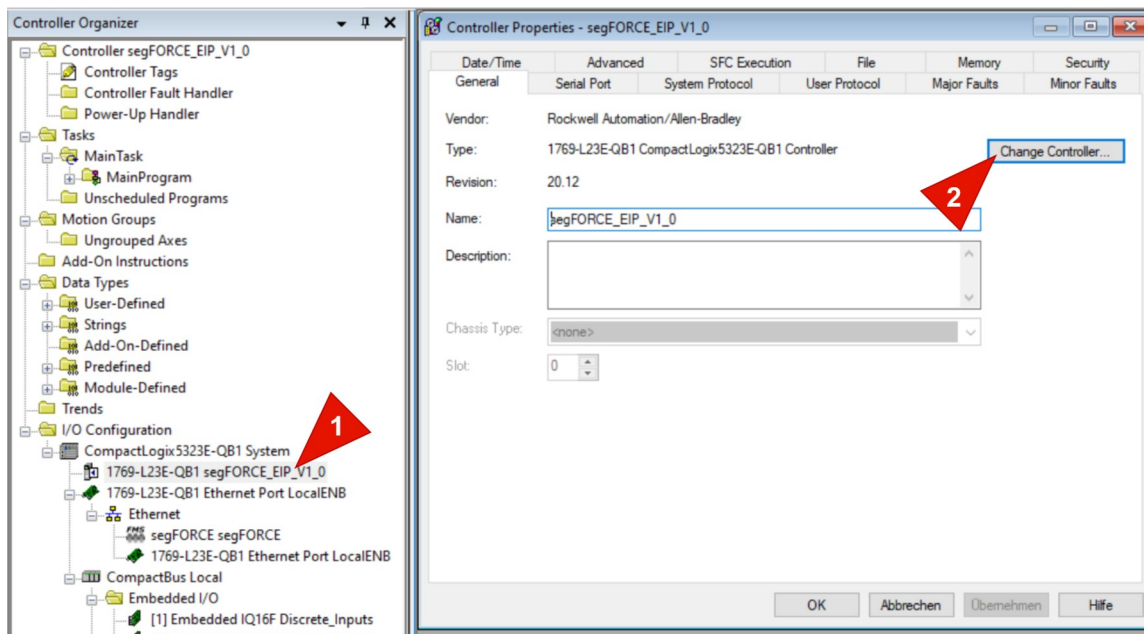 Controller Organizer
Controller segFORCE_EIP_V1_0
Controller Tags
Controller Fault Handler
Power-Up Handler
Tasks
MainTask
MainProgram
Unscheduled Programs
Motion Groups
Ungrouped Axes
Add-On Instructions
Data Types
User-Defined
Strings
Add-On-Defined
Predefined
Module-Defined
Trends
I/O Configuration
1
CompactLogix5323E-QB1 System
1769-L23E-QB1 segFORCE_EIP_V1_0
1769-L23E-QB1 Ethernet Port LocalENB
Ethernet
segFORCE segFORCE
1769-L23E-QB1 Ethernet Port LocalENB
CompactBus Local
Embedded I/O
[1] Embedded IQ16F Discrete_Inputs
Controller Properties - segFORCE_EIP_V1_0
Date/Time Advanced SFC Execution File Memory Security
General Serial Port System Protocol User Protocol Major Faults Minor Faults
Vendor: Rockwell Automation/Allen-Bradley
Type: 1769-L23E-QB1 CompactLogix5323E-QB1 Controller Change Controller...
2
Revision: 20.12
Name: segFORCE_EIP_V1_0
Description:
Chassis Type: <none>
Slot: 0
OK Abbrechen Übernehmen Hilfe